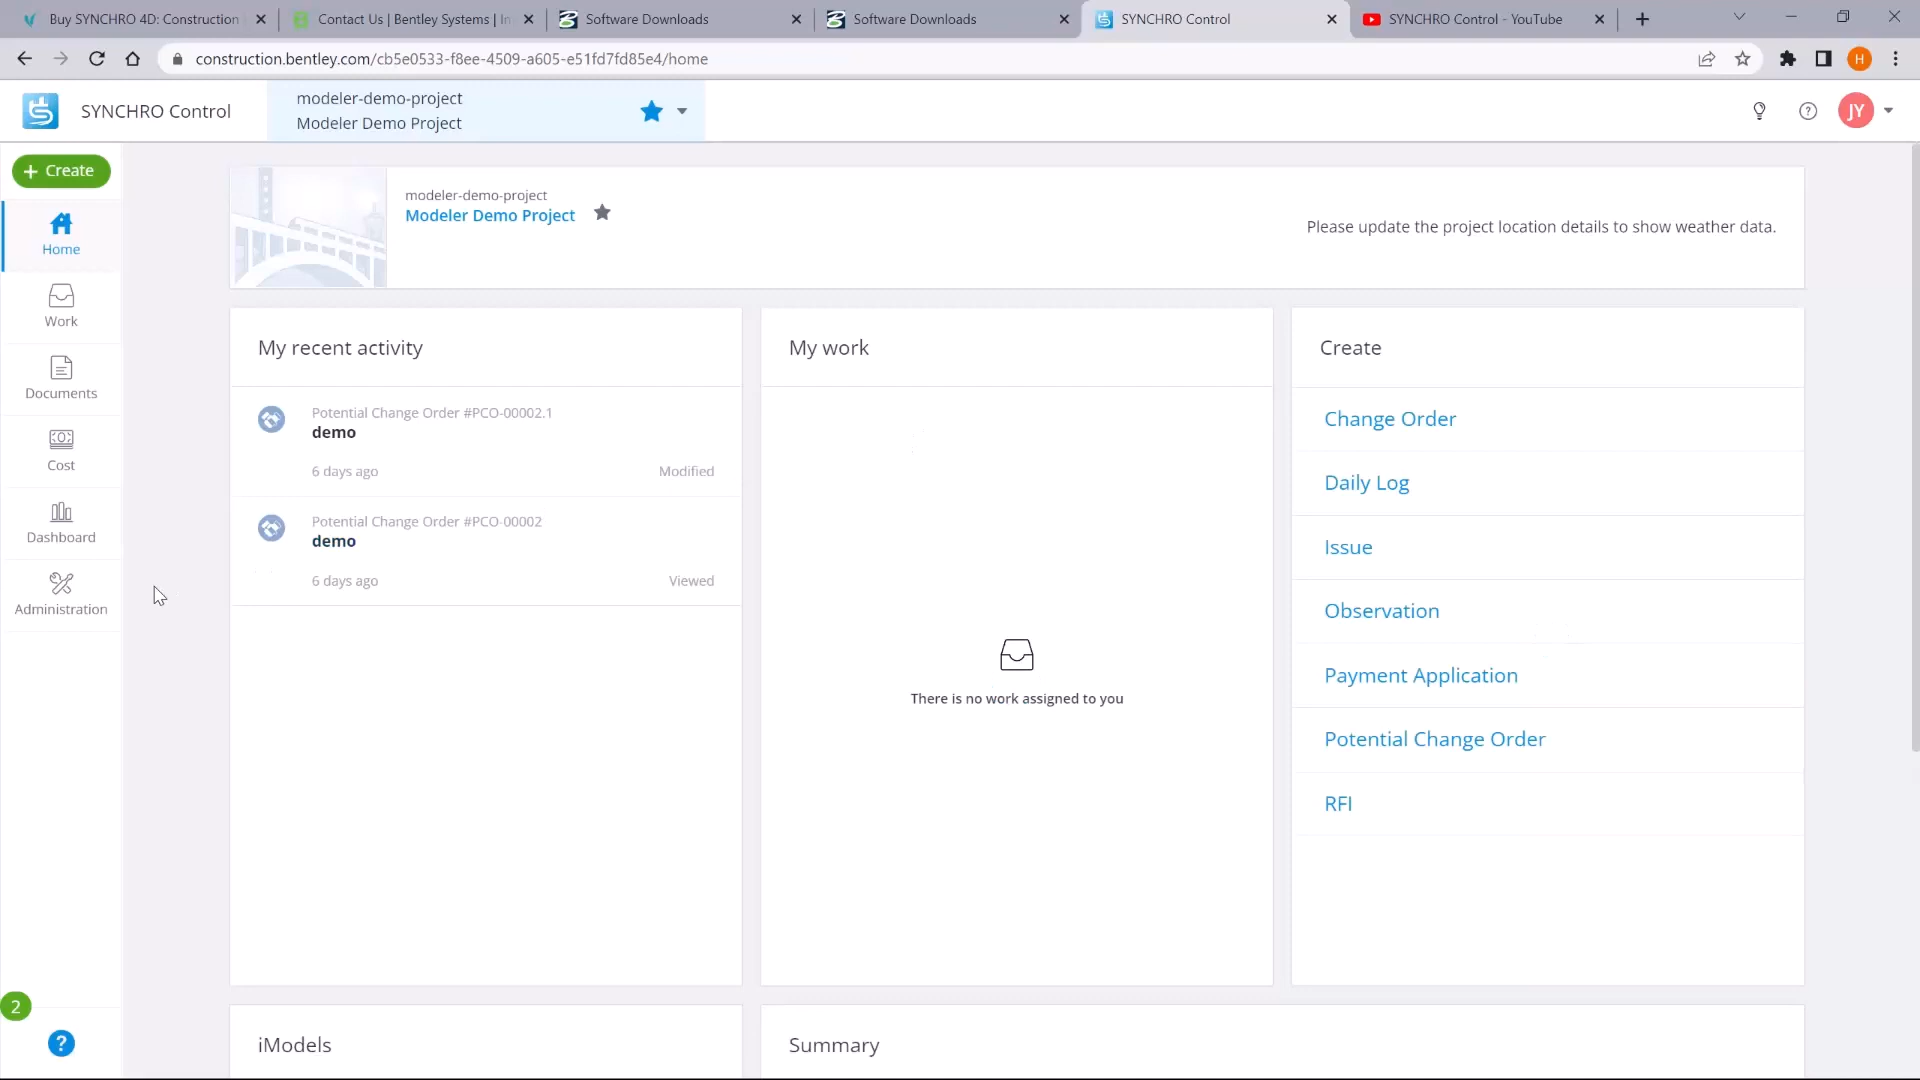 Buy SYNCHRO 4D: Construction
Contact Us | Bentley Systems | In
Software Downloads
Software Downloads
SYNCHRO Control
SYNCHRO Control - YouTube
construction.bentley.com/cb5e0533-f8ee-4509-a605-e51fd7fd85e4/home
H
SYNCHRO Control
modeler-demo-project
Modeler Demo Project
?
JY
+ Create
Home
Work
Documents
Cost
Dashboard
Administration
2
?
modeler-demo-project
Modeler Demo Project
Please update the project location details to show weather data.
My recent activity
Potential Change Order #PCO-00002.1
demo
6 days ago
Modified
Potential Change Order #PCO-00002
demo
6 days ago
Viewed
My work
There is no work assigned to you
Create
Change Order
Daily Log
Issue
Observation
Payment Application
Potential Change Order
RFI
iModels
Summary